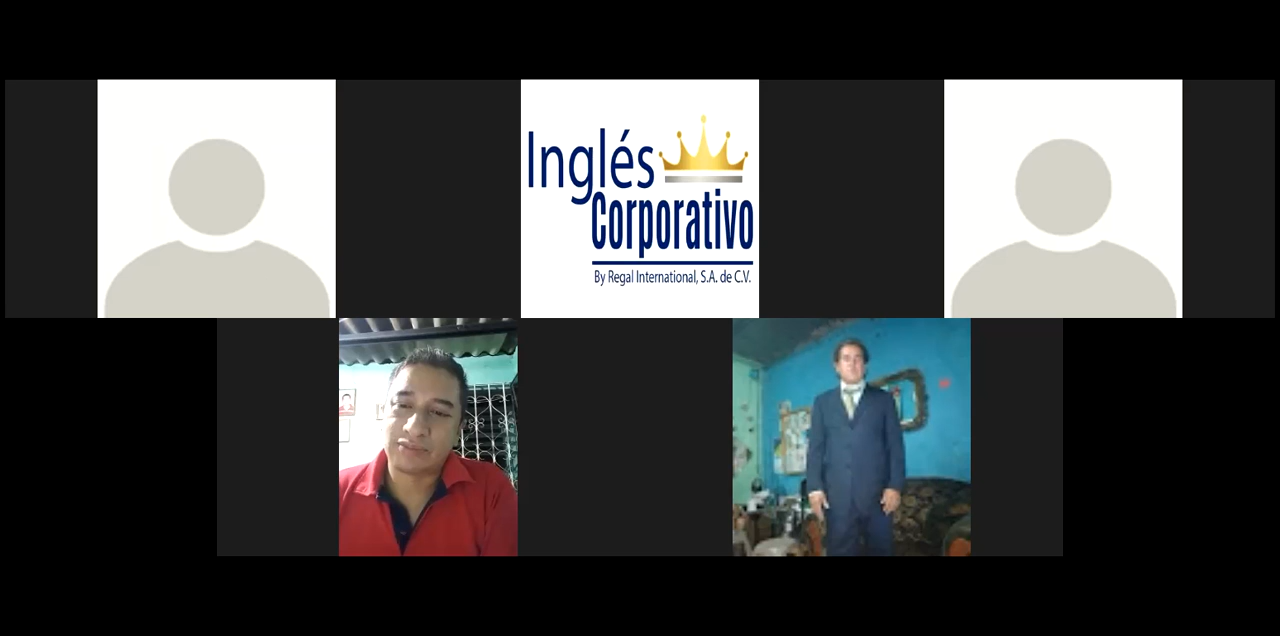 Inglés
Corporativo
By Regal International, S.A. de C.V.